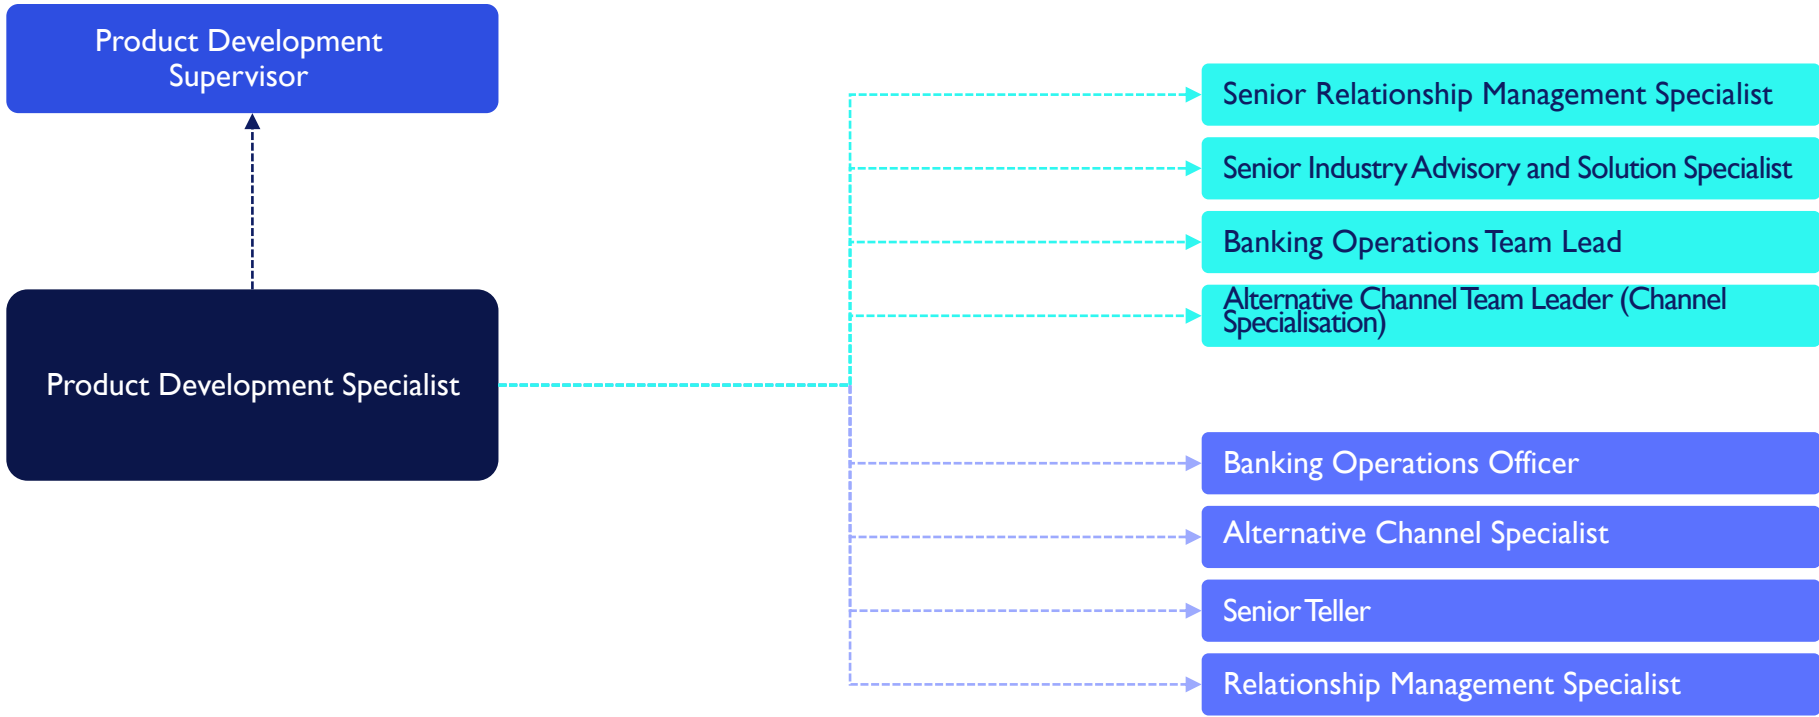 Product Development
Supervisor
Product Development Specialist
Senior Relationship Management Specialist
Senior Industry Advisory and Solution Specialist
Banking Operations Team Lead
Alternative Channel Team Leader (Channel
Specialisation)
Banking Operations Officer
Alternative Channel Specialist
Senior Teller
Relationship Management Specialist